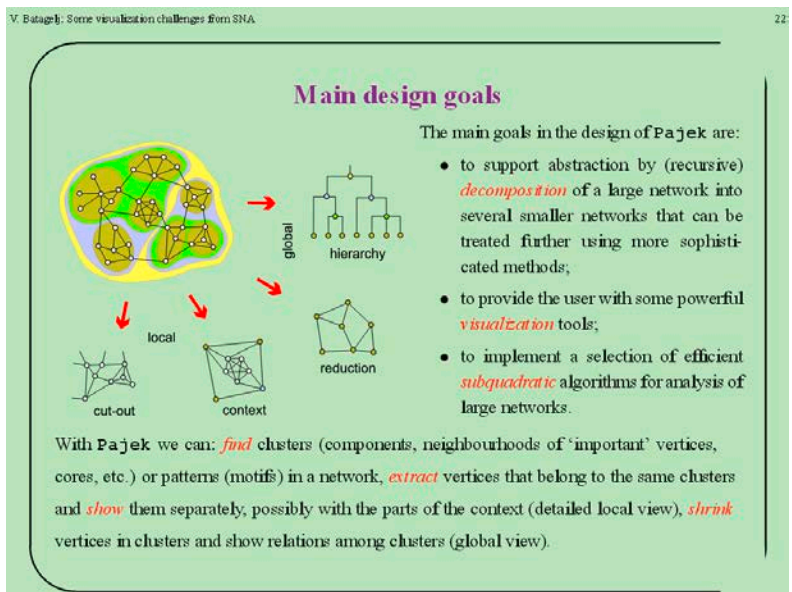 V. Batagelj: Some visualization challenges from SNA
22
Main design goals
The main goals in the design of Pajek are:
• to support abstraction by (recursive)
decomposition of a large network into
several smaller networks that can be
treated further using more sophisti-
cated methods;
• to provide the user with some powerful
visualization tools;
• to implement a selection of efficient
subquadratic algorithms for analysis of
large networks.
global
hierarchy
local
reduction
cut-out
context
With Pajek we can: find clusters (components, neighbourhoods of ‘important’ vertices,
cores, etc.) or patterns (motifs) in a network, extract vertices that belong to the same clusters
and show them separately, possibly with the parts of the context (detailed local view), shrink
vertices in clusters and show relations among clusters (global view).